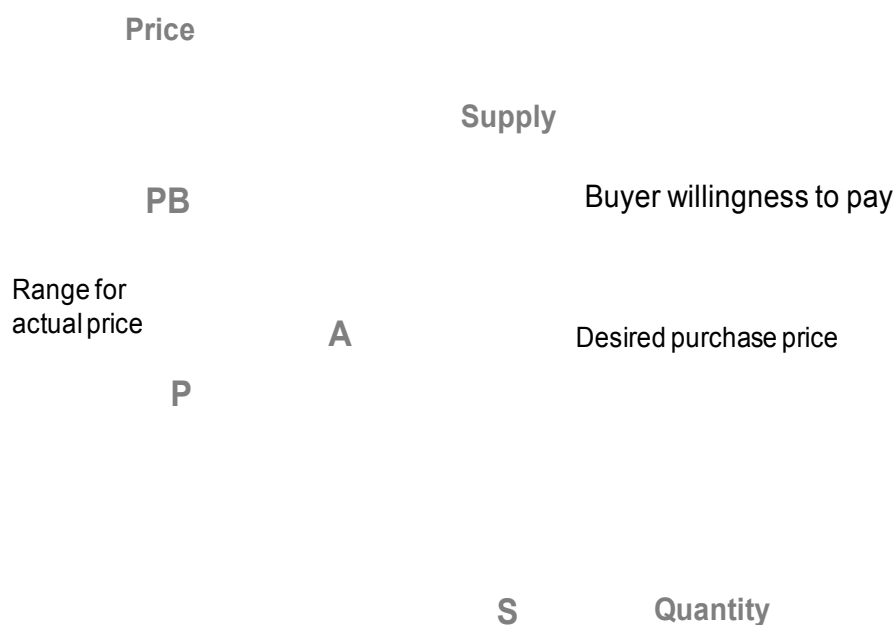 Price
Supply
PB
Buyer willingness to pay
Range for
actual price
A
Desired purchase price
P
S
Quantity